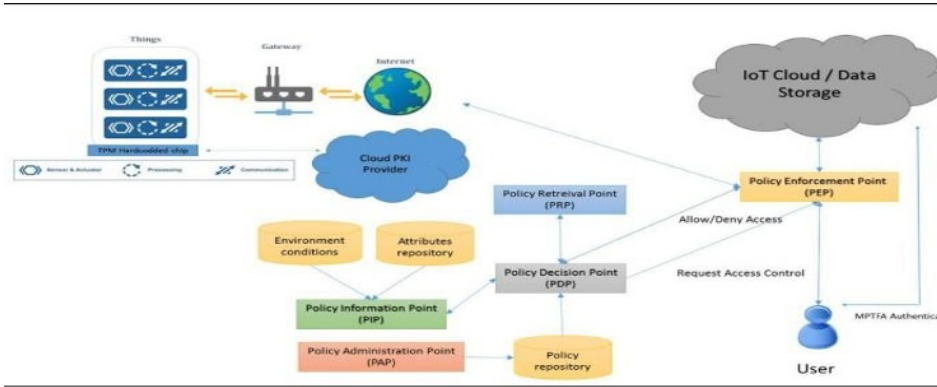 Things
Gateway
Internet
IoT Cloud / Data
Storage
TPM Hardcodded chip
Sensor & Actuator
Processing
Communication
Cloud PKI
Provider
Policy Retreival Point
(PRP)
Policy Enforcement Point
(PEP)
Allow/Deny Access
Environment
conditions
Attributes
repository
Policy Decision Point
(PDP)
Request Access Control
Policy Information Point
(PIP)
MPTFA Authentica
Policy Administration Point
(PAP)
Policy
repository
User